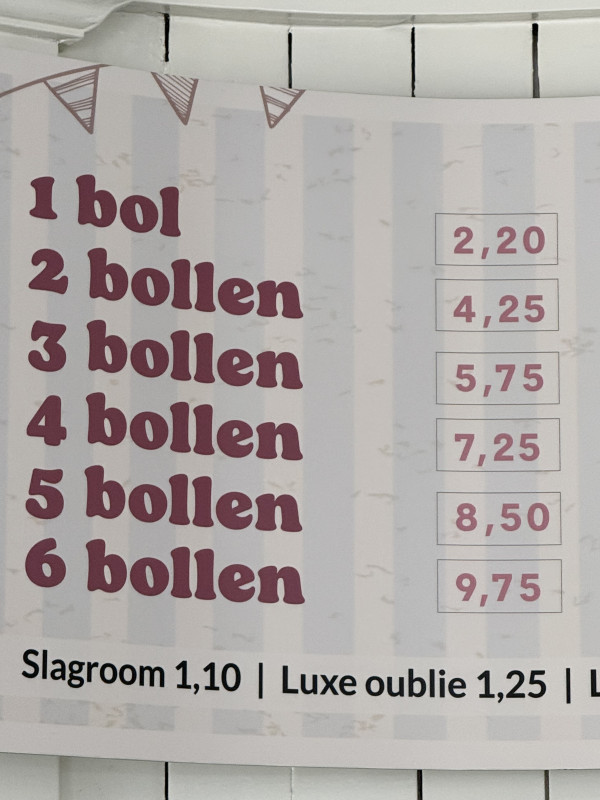 1 bol 2,20
2 bollen 4,25
3 bollen 5,75
4 bollen 7,25
5 bollen 8,50
6 bollen 9,75
Slagroom 1,10 | Luxe oublie 1,25 | L